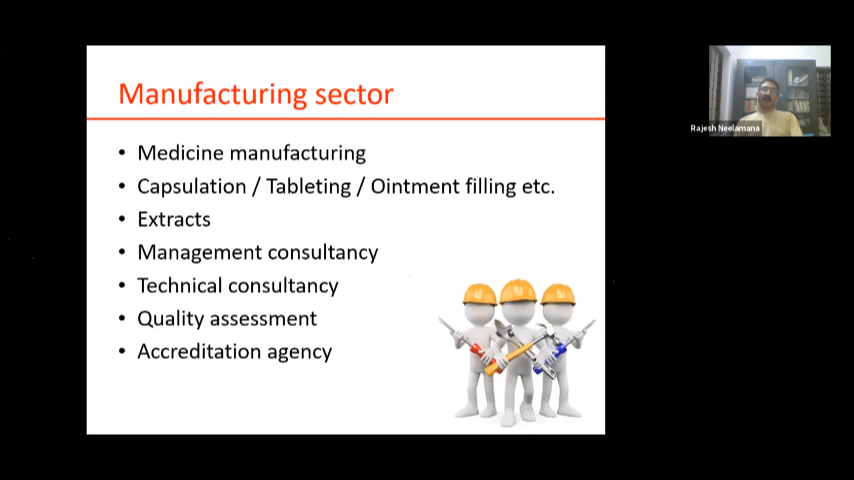 Manufacturing sector
• Medicine manufacturing
• Capsulation / Tableting / Ointment filling etc.
• Extracts
• Management consultancy
• Technical consultancy
• Quality assessment
• Accreditation agency
Rajesh Neelamana